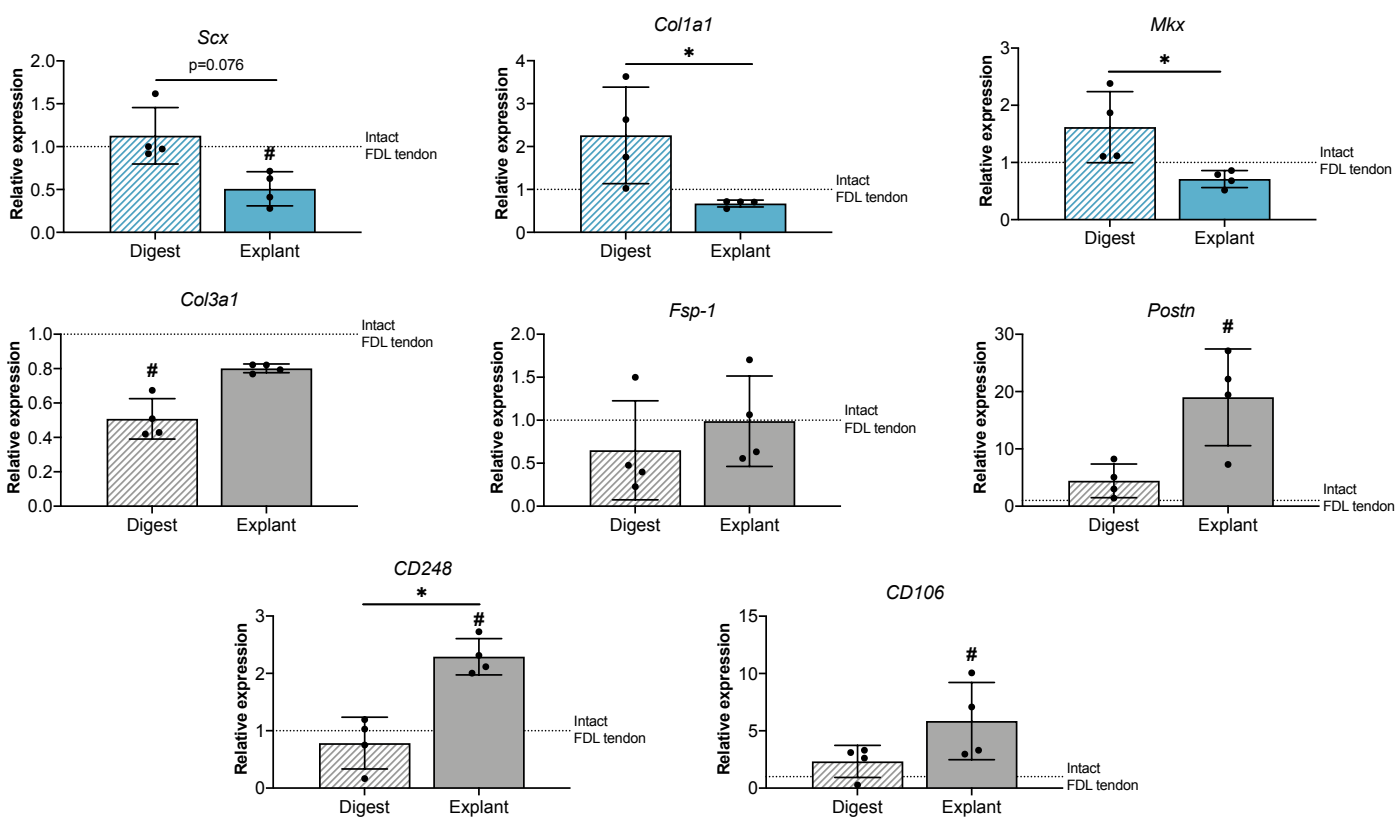 Scx
p=0.076
Relative expression
2.0
1.5
1.0
0.5
0.0
#
Intact
FDL tendon
Digest
Explant
Col1a1
*
Relative expression
4
3
2
1
0
Intact
FDL tendon
Digest
Explant
Mkx
*
Relative expression
3
2
1
0
Intact
FDL tendon
Digest
Explant
Col3a1
Relative expression
1.0
0.8
0.6
0.4
0.2
0.0
#
Intact
FDL tendon
Digest
Explant
Fsp-1
Relative expression
2.0
1.5
1.0
0.5
0.0
Intact
FDL tendon
Digest
Explant
Postn
#
Relative expression
30
20
10
0
Intact
FDL tendon
Digest
Explant
CD248
*
#
Relative expression
3
2
1
0
Intact
FDL tendon
Digest
Explant
CD106
#
Relative expression
15
10
5
0
Intact
FDL tendon
Digest
Explant